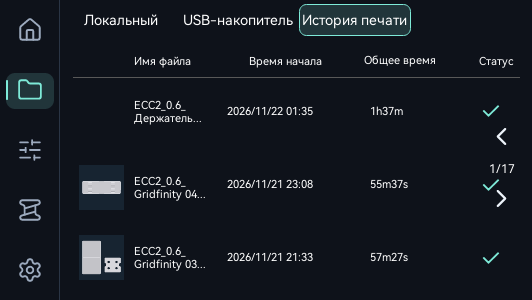 Локальный USB-накопитель История печати
Имя файла Время начала Общее время Статус
ECC2_0.6_
Держатель... 2026/11/22 01:35 1h37m
1/17
ECC2_0.6_
Gridfinity 04... 2026/11/21 23:08 55m37s
ECC2_0.6_
Gridfinity 03... 2026/11/21 21:33 57m27s